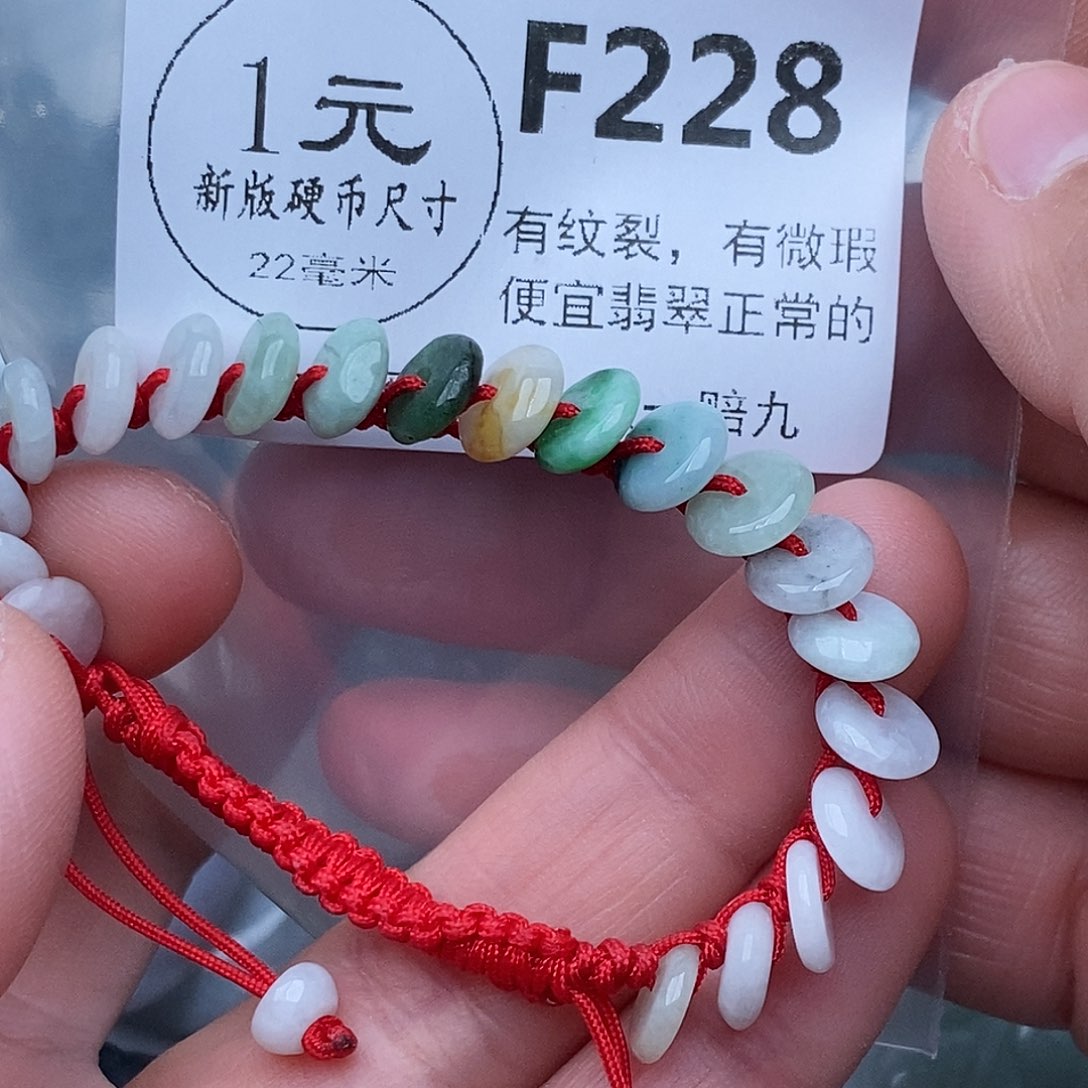 1元
新版硬币尺寸
22毫米
F228
有纹裂，有微瑕
便宜翡翠正常的
一赔九